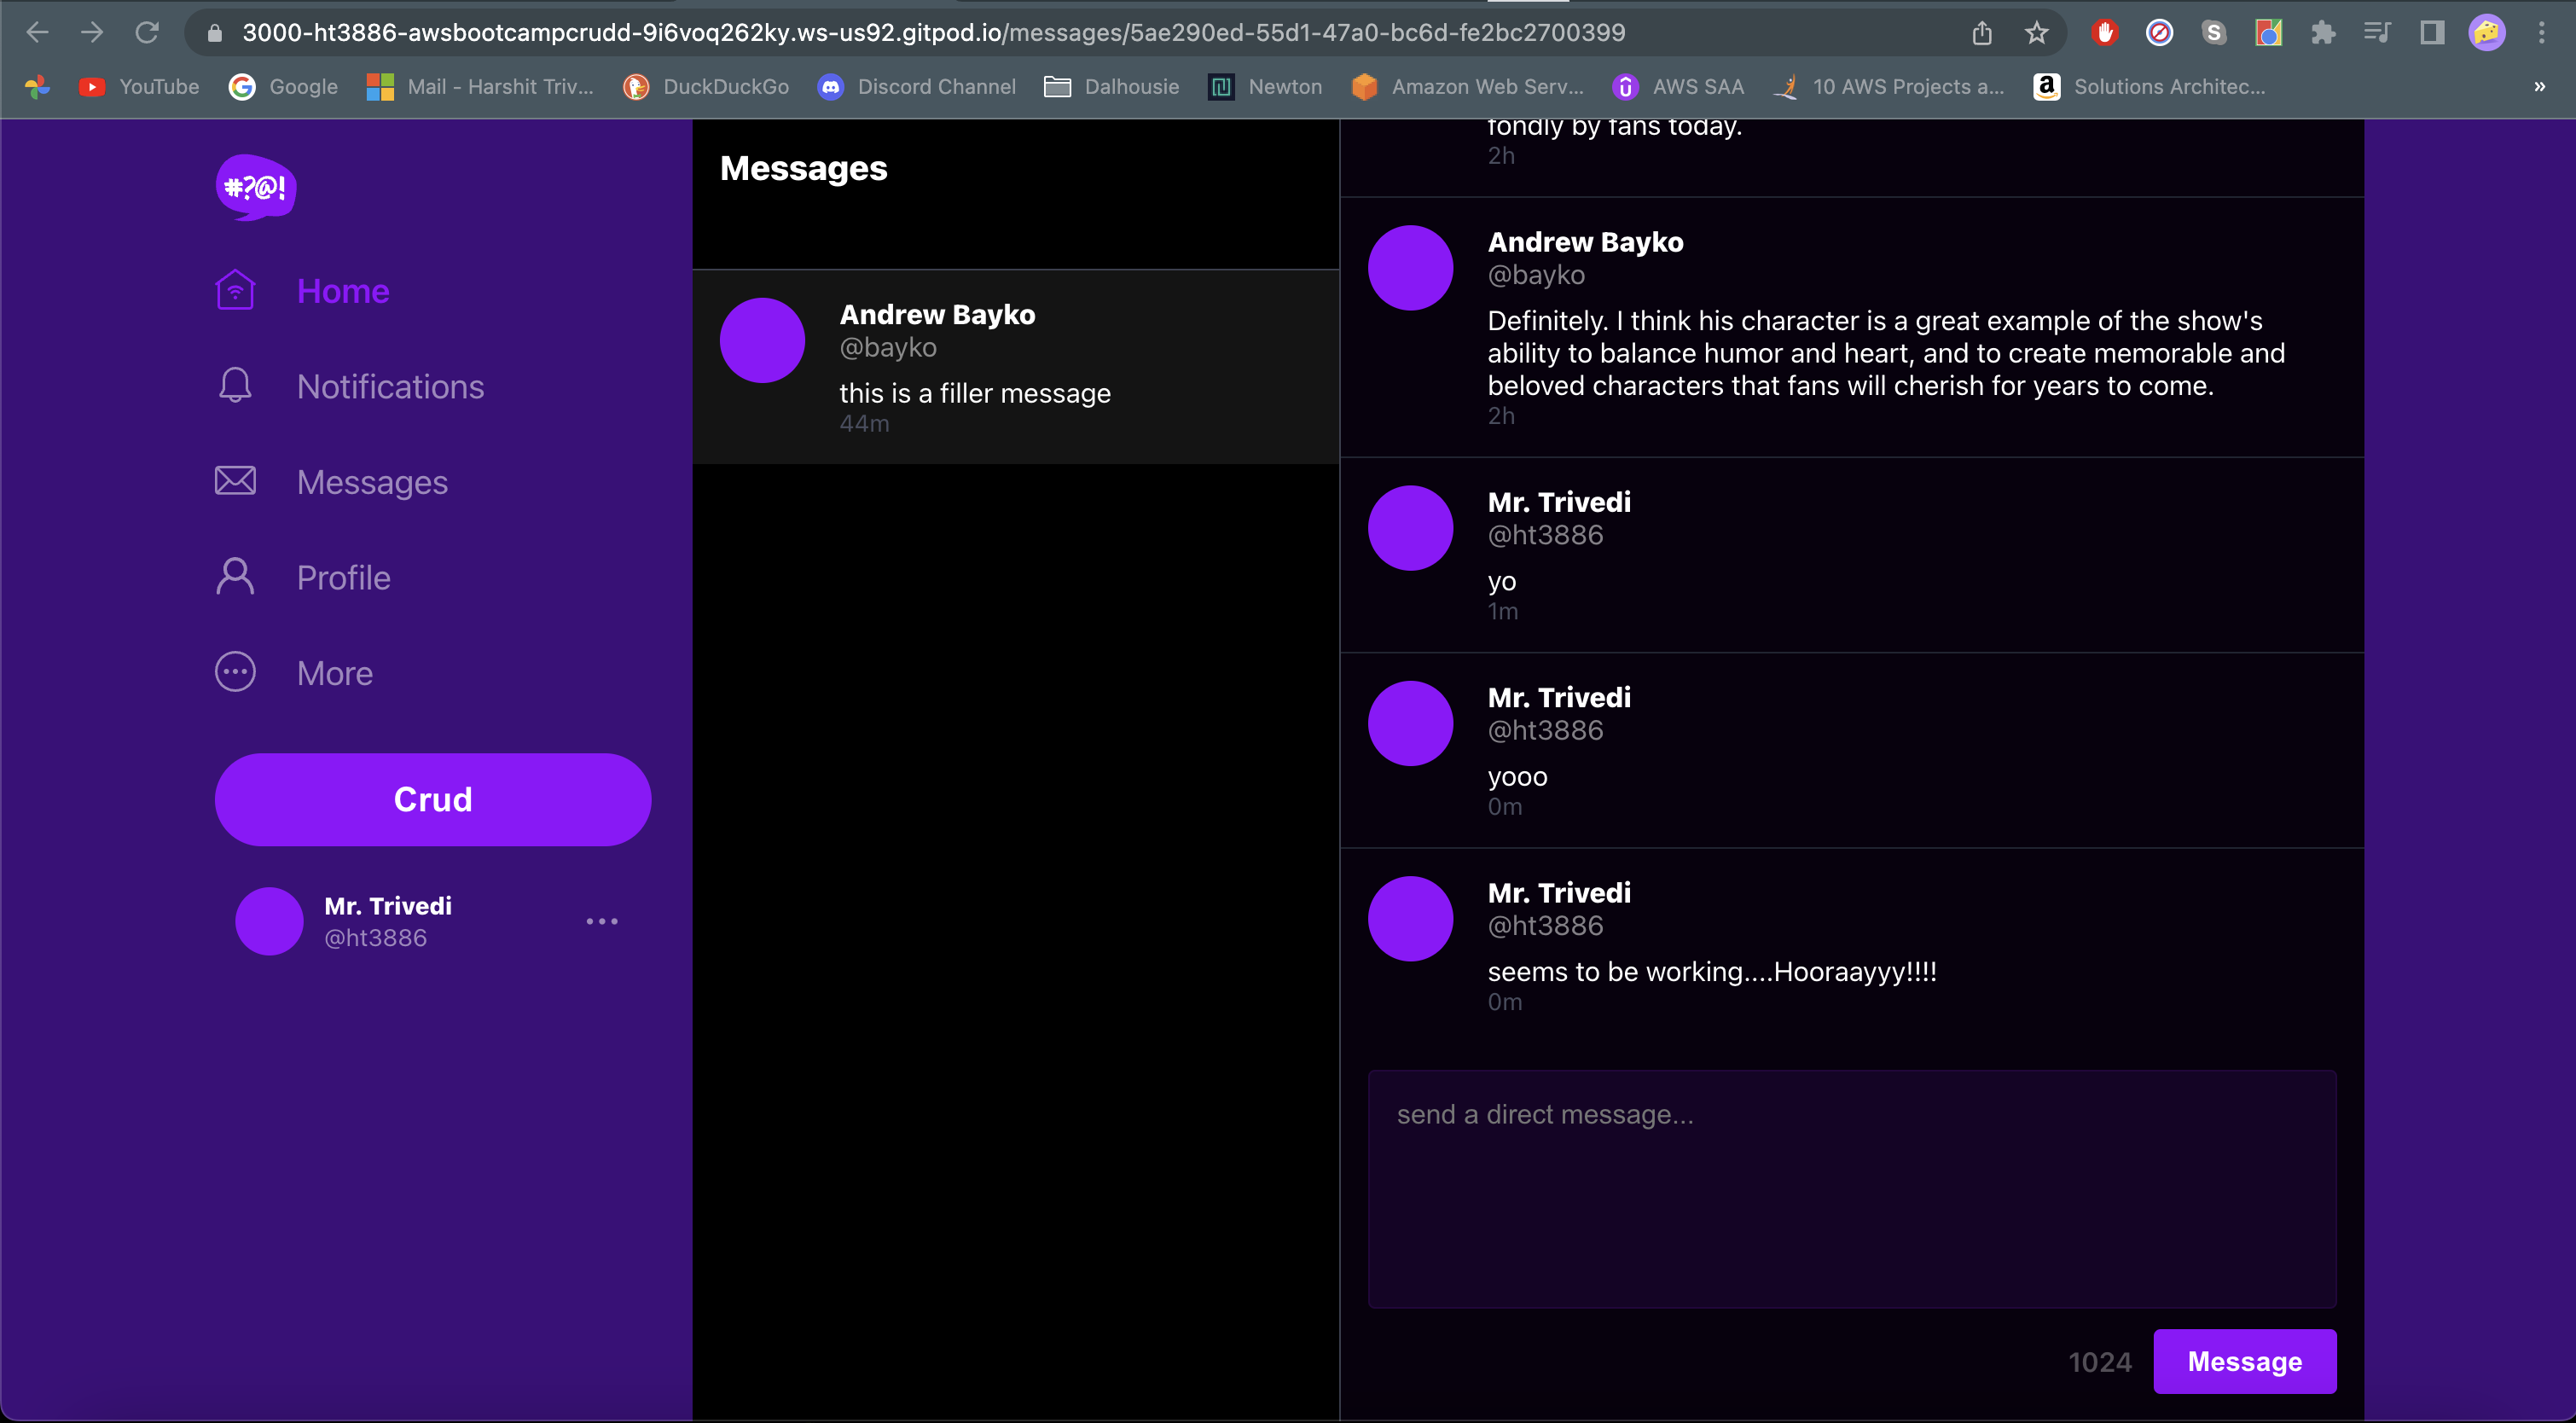 3000-ht3886-awsbootcampcrudd-9i6voq262ky.ws-us92.gitpod.io/messages/5ae290ed-55d1-47a0-bc6d-fe2bc2700399
YouTube
Google
Mail - Harshit Triv...
DuckDuckGo
Discord Channel
Dalhousie
Newton
Amazon Web Serv...
AWS SAA
10 AWS Projects a...
Solutions Architec...
»
#?@!
Home
Notifications
Messages
Profile
More
Crud
Mr. Trivedi
@ht3886
Messages
Andrew Bayko
@bayko
this is a filler message
44m
fondly by fans today.
2h
Andrew Bayko
@bayko
Definitely. I think his character is a great example of the show's
ability to balance humor and heart, and to create memorable and
beloved characters that fans will cherish for years to come.
2h
Mr. Trivedi
@ht3886
yo
1m
Mr. Trivedi
@ht3886
yooo
0m
Mr. Trivedi
@ht3886
seems to be working....Hooraayyy!!!!
0m
send a direct message...
1024
Message